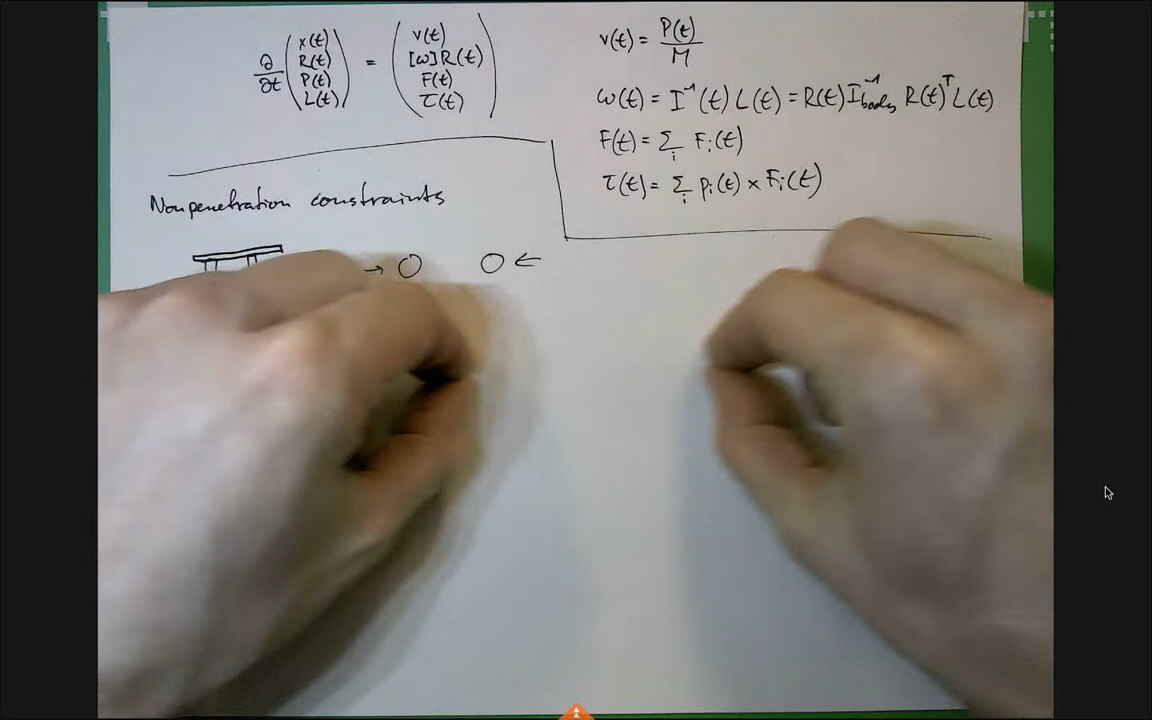 ∂/∂t (x(t) R(t) P(t) L(t)) = (v(t) [ω]R(t) F(t) τ(t))
v(t) = P(t)/M
ω(t) = I⁻¹(t) L(t) = R(t) I⁻¹body R(t)ᵀ L(t)
F(t) = Σᵢ Fᵢ(t)
τ(t) = Σᵢ pᵢ(t) × Fᵢ(t)
Nonpenetration constraints